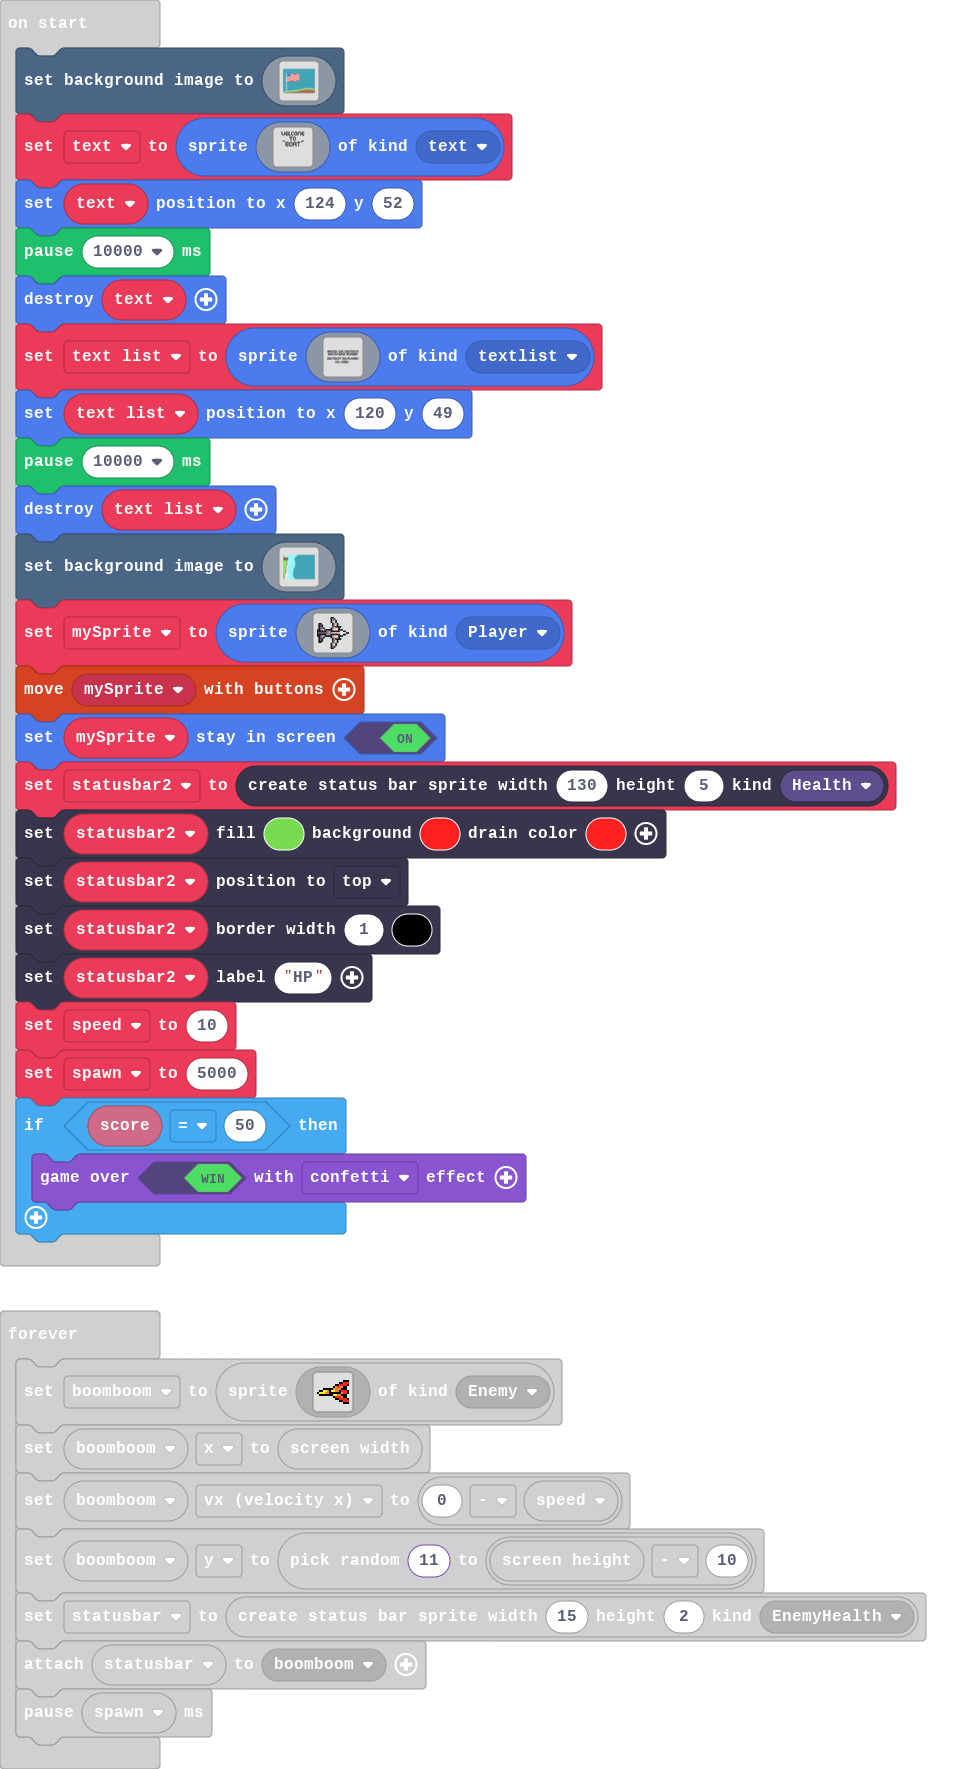 on start
set background image to
set text to sprite WELCOME TO "BOAT" of kind text
set text position to x 124 y 52
pause 10000 ms
destroy text
set text list to sprite of kind textlist
set text list position to x 120 y 49
pause 10000 ms
destroy text list
set background image to
set mySprite to sprite of kind Player
move mySprite with buttons
set mySprite stay in screen ON
set statusbar2 to create status bar sprite width 130 height 5 kind Health
set statusbar2 fill background drain color
set statusbar2 position to top
set statusbar2 border width 1
set statusbar2 label "HP"
set speed to 10
set spawn to 5000
if score = 50 then
game over WIN with confetti effect
forever
set boomboom to sprite of kind Enemy
set boomboom x to screen width
set boomboom vx (velocity x) to 0 - speed
set boomboom y to pick random 11 to screen height - 10
set statusbar to create status bar sprite width 15 height 2 kind EnemyHealth
attach statusbar to boomboom
pause spawn ms